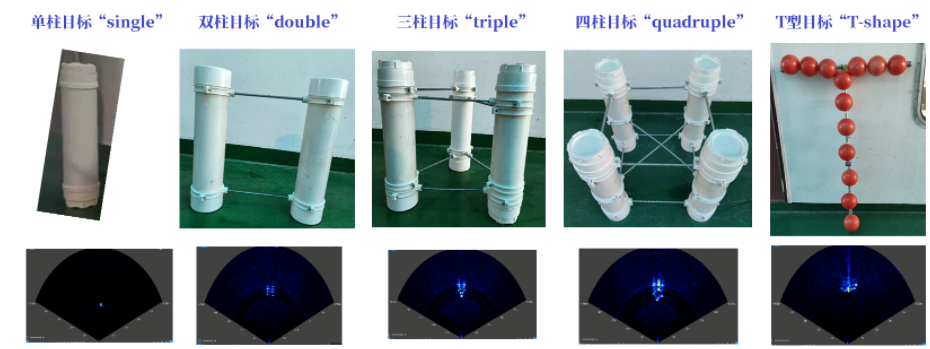 单柱目标“single”
双柱目标“double”
三柱目标“triple”
四柱目标“quadruple”
T型目标“T-shape”